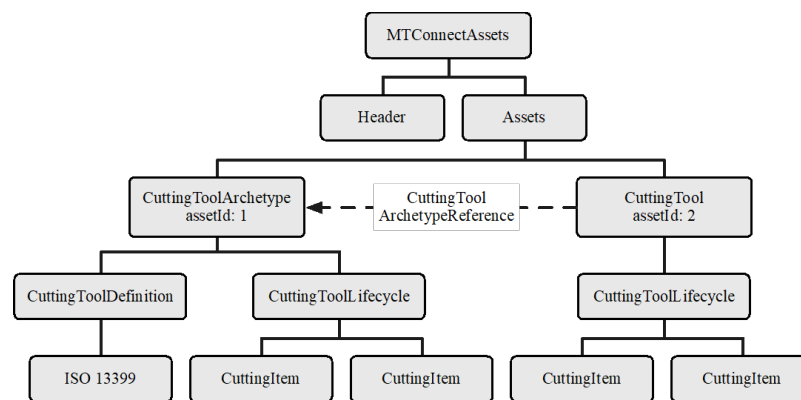 MTConnectAssets
Header
Assets
CuttingToolArchetype
assetId: 1
CuttingTool
ArchetypeReference
CuttingTool
assetId: 2
CuttingToolDefinition
CuttingToolLifecycle
CuttingToolLifecycle
ISO 13399
CuttingItem
CuttingItem
CuttingItem
CuttingItem